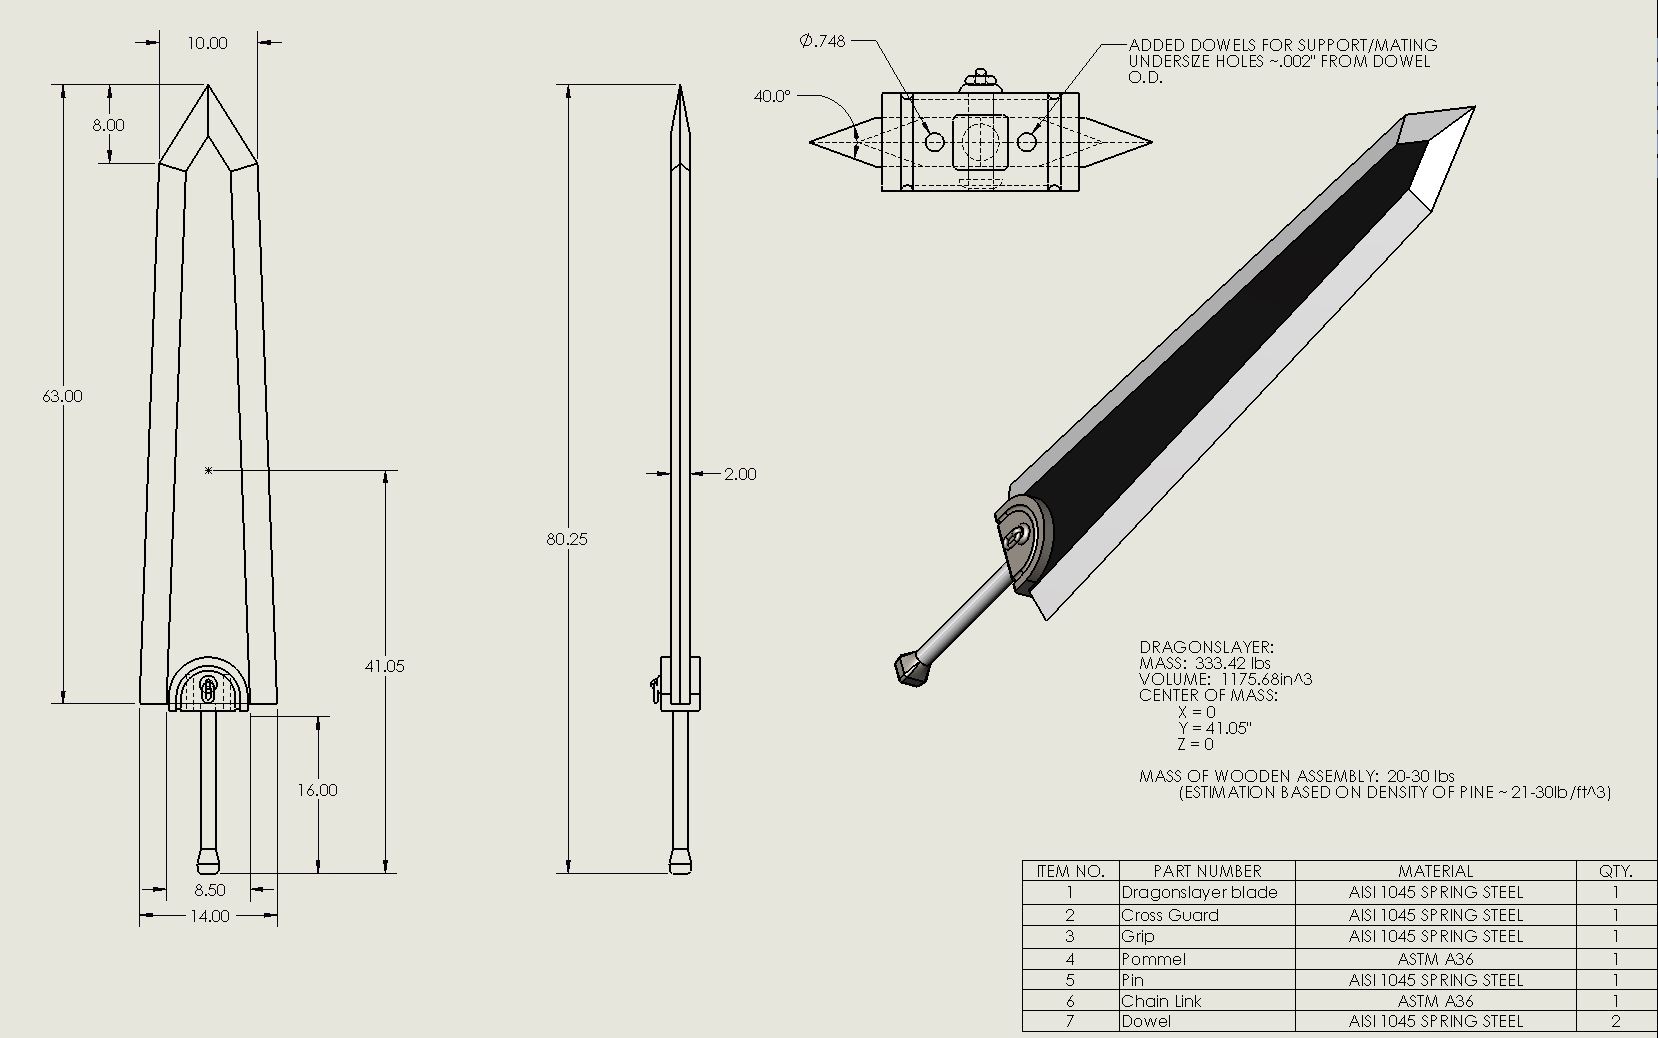 10.00
8.00
63.00
41.05
16.00
8.50
14.00
80.25
2.00
Ø.748
40.0°
ADDED DOWELS FOR SUPPORT/MATING
UNDERSIZE HOLES ~.002" FROM DOWEL
O.D.
DRAGONSLAYER:
MASS: 333.42 lbs
VOLUME: 1175.68in^3
CENTER OF MASS:
X = 0
Y = 41.05"
Z = 0
MASS OF WOODEN ASSEMBLY: 20-30 lbs
(ESTIMATION BASED ON DENSITY OF PINE ~ 21-30lb/ft^3)
ITEM NO. PART NUMBER MATERIAL QTY.
1 Dragonslayer blade AISI 1045 SPRING STEEL 1
2 Cross Guard AISI 1045 SPRING STEEL 1
3 Grip AISI 1045 SPRING STEEL 1
4 Pommel ASTM A36 1
5 Pin AISI 1045 SPRING STEEL 1
6 Chain Link ASTM A36 1
7 Dowel AISI 1045 SPRING STEEL 2